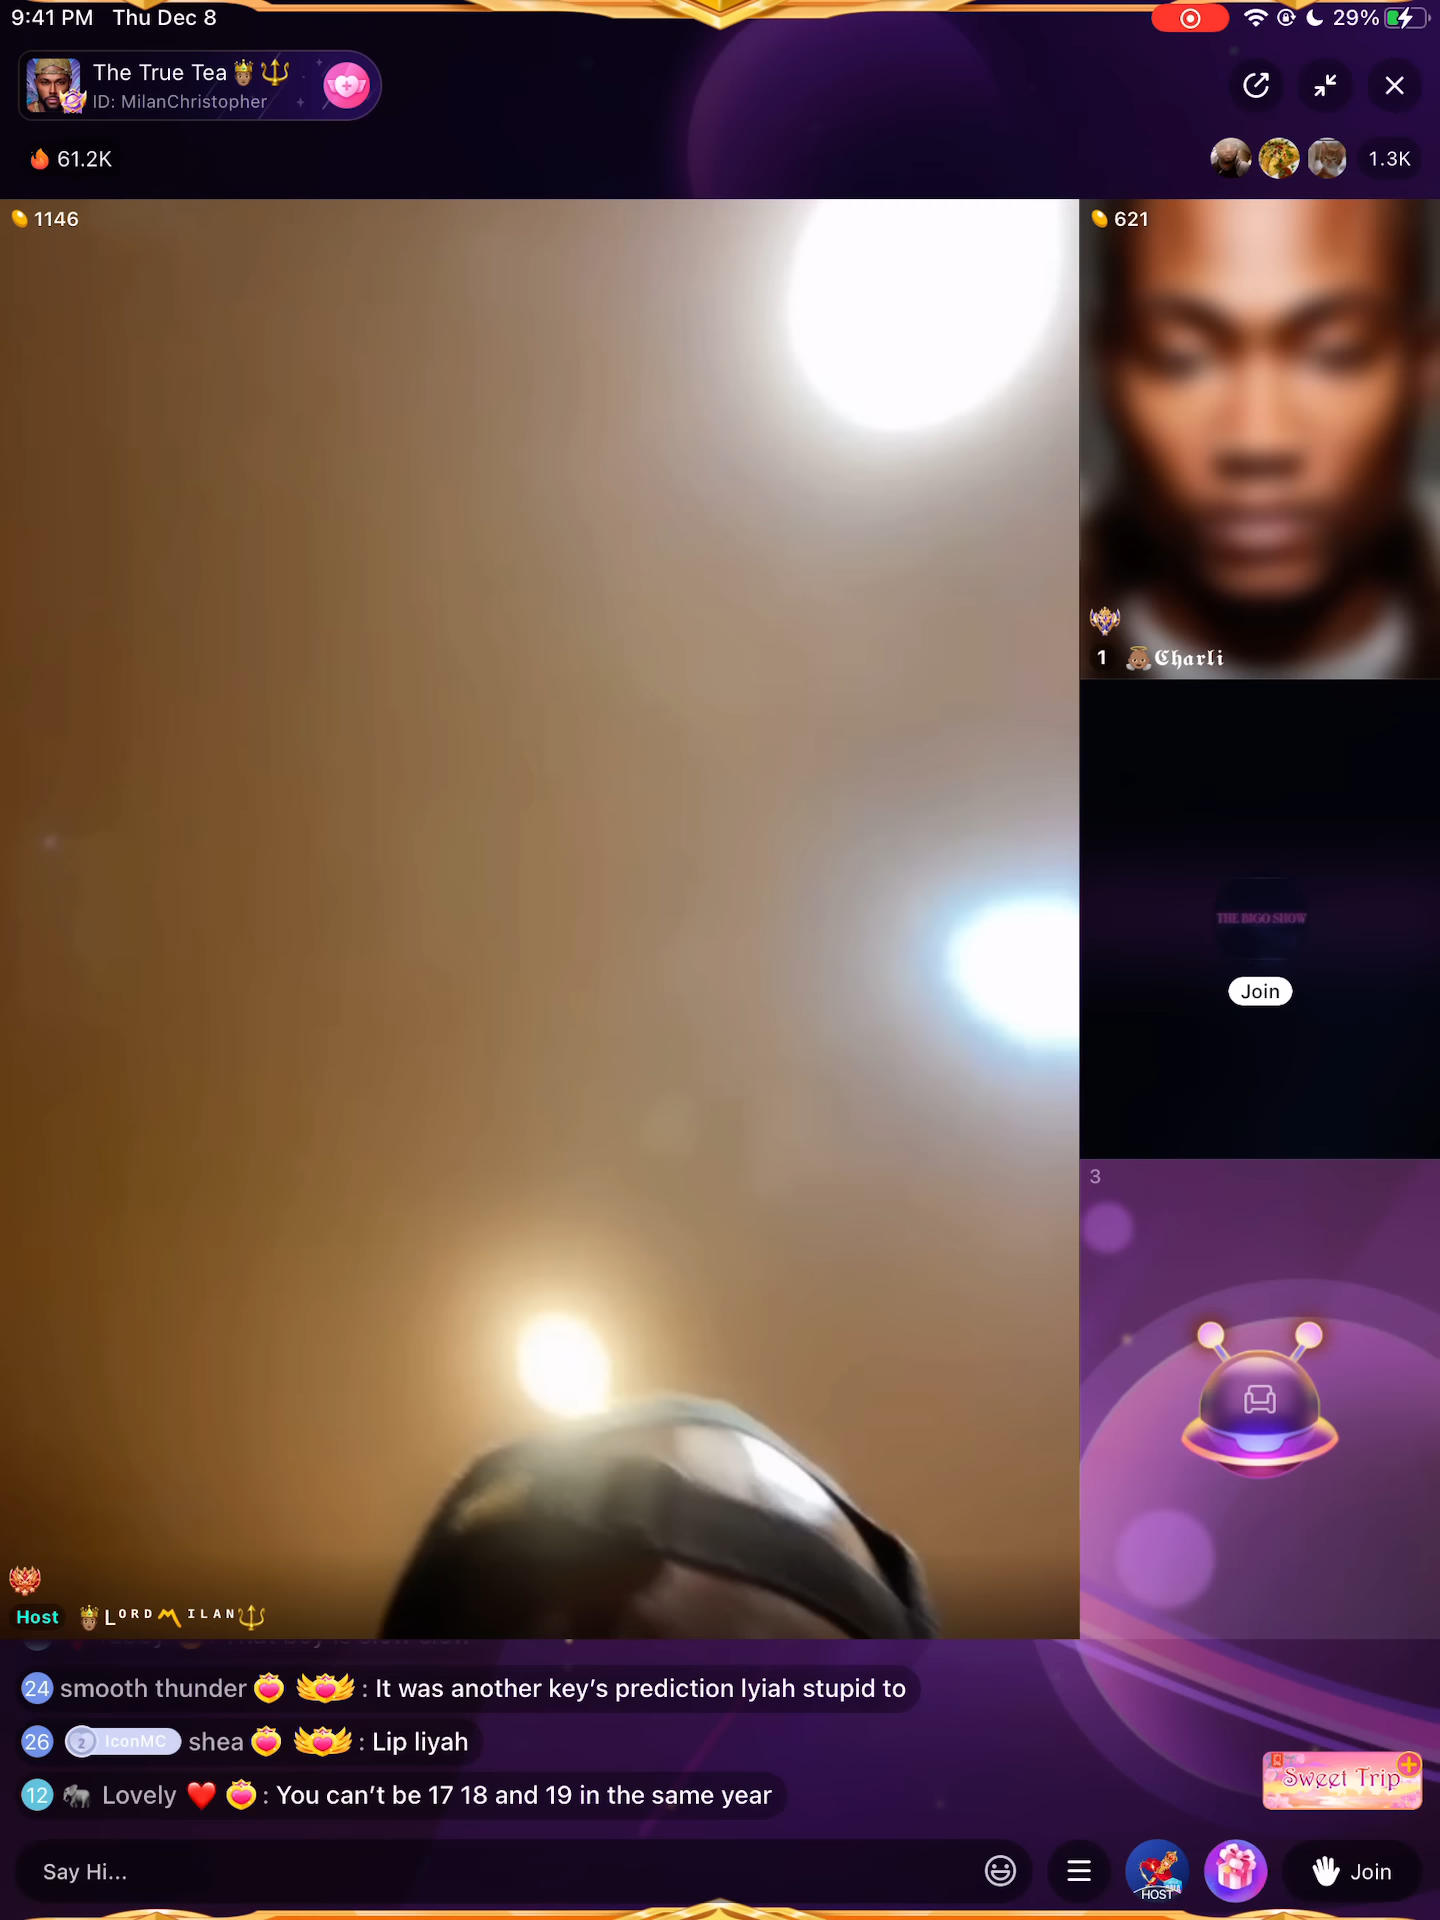 9:41 PM Thu Dec 8
29%
The True Tea🤴🏽🔱
ID: MilanChristopher
61.2K
1.3K
1146
621
1 👼🏽𝕮𝖍𝖆𝖗𝖑𝖎
THE BIGO SHOW
Join
3
Host 🤴🏽Lᴼᴿᴰ〽️ᴵᴸᴬᴺ🔱
24 smooth thunder : It was another key’s prediction lyiah stupid to
26 2 IconMC shea : Lip liyah
12 🐘 Lovely ❤️ : You can’t be 17 18 and 19 in the same year
Sweet Trip
Say Hi...
HOST
Join